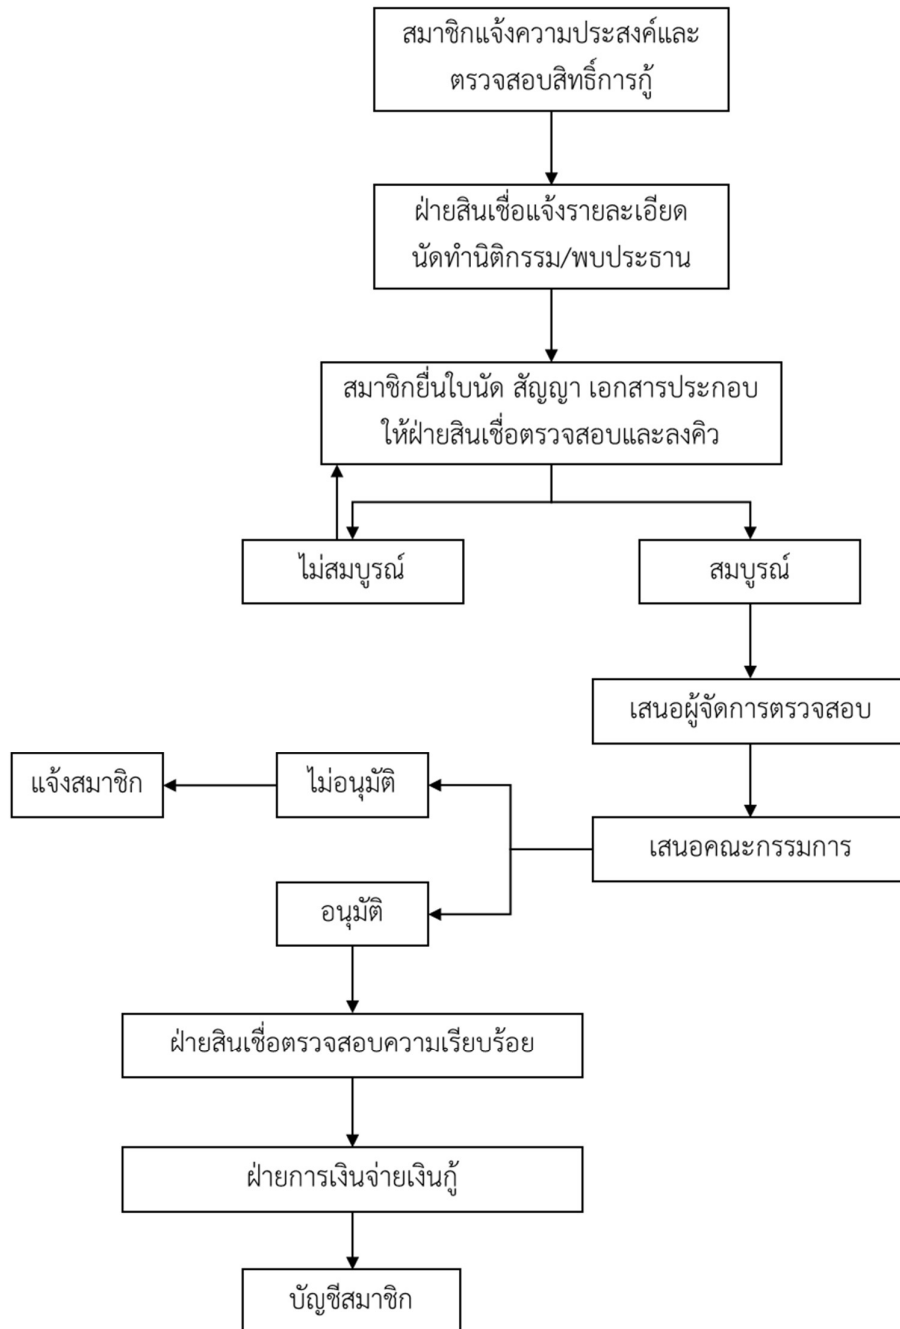 สมาชิกแจ้งความประสงค์และ
ตรวจสอบสิทธิ์การกู้
ฝ่ายสินเชื่อแจ้งรายละเอียด
นัดทำนิติกรรม/พบประธาน
สมาชิกยื่นใบนัด สัญญา เอกสารประกอบ
ให้ฝ่ายสินเชื่อตรวจสอบและลงคิว
ไม่สมบูรณ์
สมบูรณ์
เสนอผู้จัดการตรวจสอบ
แจ้งสมาชิก
ไม่อนุมัติ
เสนอคณะกรรมการ
อนุมัติ
ฝ่ายสินเชื่อตรวจสอบความเรียบร้อย
ฝ่ายการเงินจ่ายเงินกู้
บัญชีสมาชิก